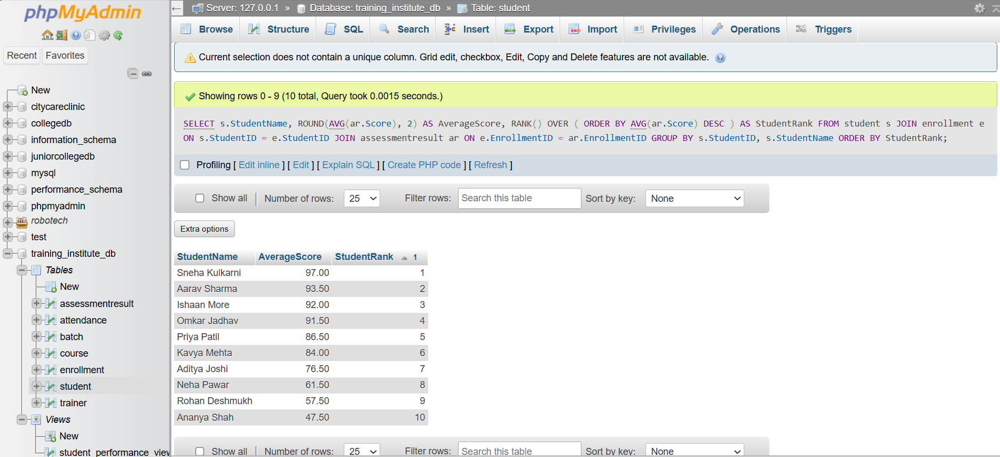 phpMyAdmin
Recent Favorites
New
citycareclinic
collegedb
information_schema
juniorcollegedb
mysql
performance_schema
phpmyadmin
robotech
test
training_institute_db
Tables
New
assessmentresult
attendance
batch
course
enrollment
student
trainer
Views
New
student_performance_view
Server: 127.0.0.1 » Database: training_institute_db » Table: student
Browse Structure SQL Search Insert Export Import Privileges Operations Triggers
Current selection does not contain a unique column. Grid edit, checkbox, Edit, Copy and Delete features are not available.
Showing rows 0 - 9 (10 total, Query took 0.0015 seconds.)
SELECT s.StudentName, ROUND(AVG(ar.Score), 2) AS AverageScore, RANK() OVER ( ORDER BY AVG(ar.Score) DESC ) AS StudentRank FROM student s JOIN enrollment e
ON s.StudentID = e.StudentID JOIN assessmentresult ar ON e.EnrollmentID = ar.EnrollmentID GROUP BY s.StudentID, s.StudentName ORDER BY StudentRank;
Profiling [ Edit inline ] [ Edit ] [ Explain SQL ] [ Create PHP code ] [ Refresh ]
Show all Number of rows: 25 Filter rows: Search this table Sort by key: None
Extra options
StudentName AverageScore StudentRank 1
Sneha Kulkarni 97.00 1
Aarav Sharma 93.50 2
Ishaan More 92.00 3
Omkar Jadhav 91.50 4
Priya Patil 86.50 5
Kavya Mehta 84.00 6
Aditya Joshi 76.50 7
Neha Pawar 61.50 8
Rohan Deshmukh 57.50 9
Ananya Shah 47.50 10
Show all Number of rows: 25 Filter rows: Search this table Sort by key: None